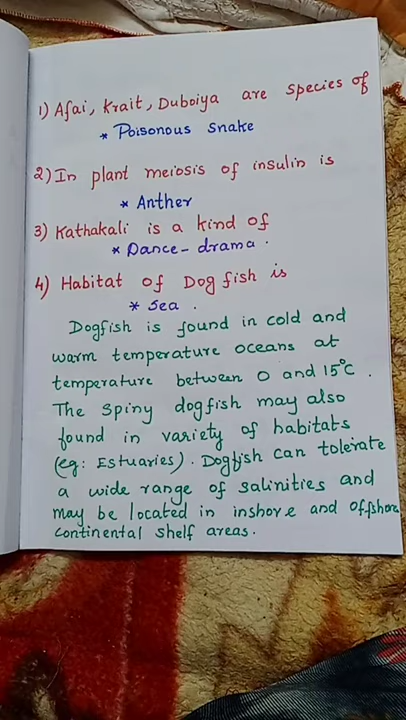 1) Afai, Krait, Duboiya are species of
* Poisonous snake
2) In plant meiosis of insulin is
* Anther
3) Kathakali is a kind of
* Dance-drama.
4) Habitat of Dog fish is
* Sea.
Dogfish is found in cold and
warm temperature oceans at
temperature between 0 and 15°c.
The spiny dogfish may also
found in variety of habitats
(eg: Estuaries). Dogfish can tolerate
a wide range of salinities and
may be located in inshore and offshore
continental shelf areas.